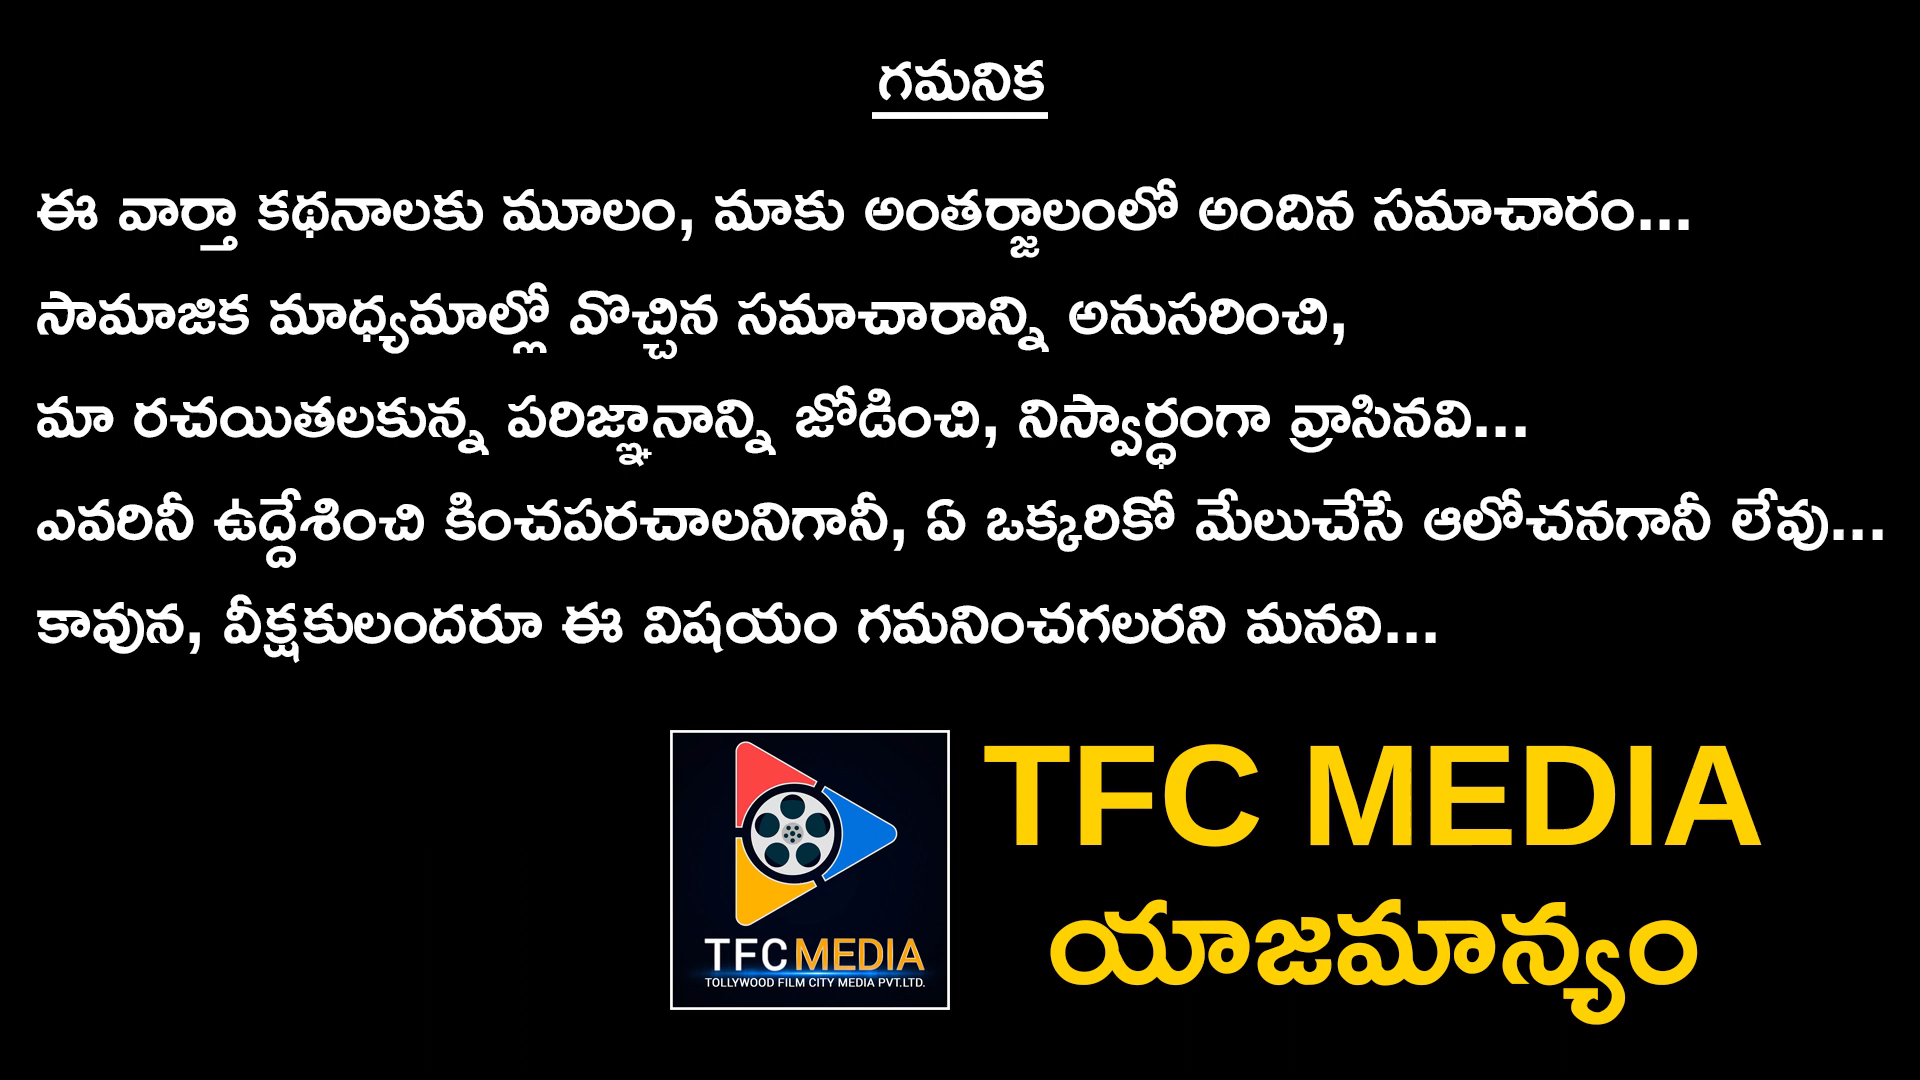 గమనిక
ఈ వార్తా కథనాలకు మూలం, మాకు అంతర్జాలంలో అందిన సమాచారం...
సామాజిక మాధ్యమాల్లో వొచ్చిన సమాచారాన్ని అనుసరించి,
మా రచయితలకున్న పరిజ్ఞానాన్ని జోడించి, నిస్వార్ధంగా వ్రాసినవి...
ఎవరినీ ఉద్దేశించి కించపరచాలనిగానీ, ఏ ఒక్కరికో మేలుచేసే ఆలోచనగానీ లేవు...
కావున, వీక్షకులందరూ ఈ విషయం గమనించగలరని మనవి...
TFC MEDIA
యాజమాన్యం
TFC MEDIA
TOLLYWOOD FILM CITY MEDIA PVT.LTD.